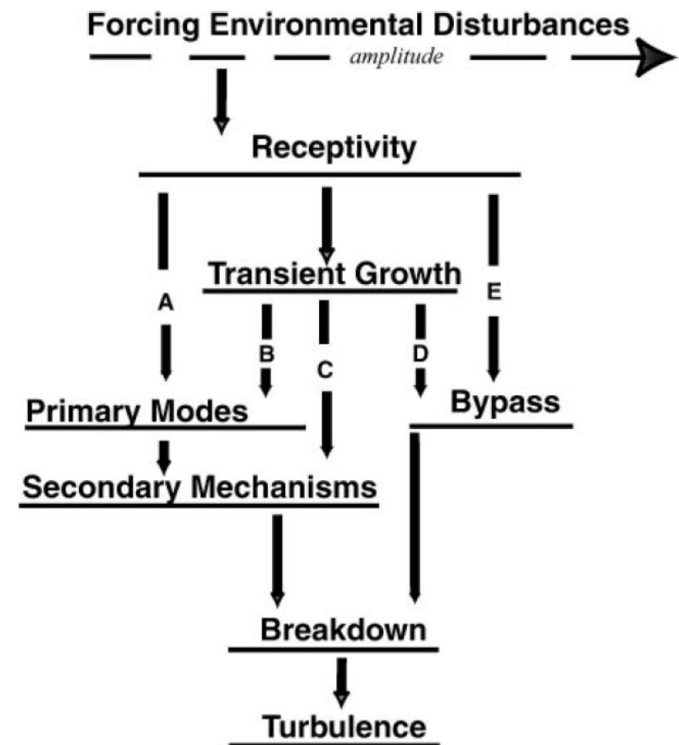 Forcing Environmental Disturbances
amplitude
Receptivity
Transient Growth
A
E
B
D
C
Primary Modes
Bypass
Secondary Mechanisms
Breakdown
Turbulence